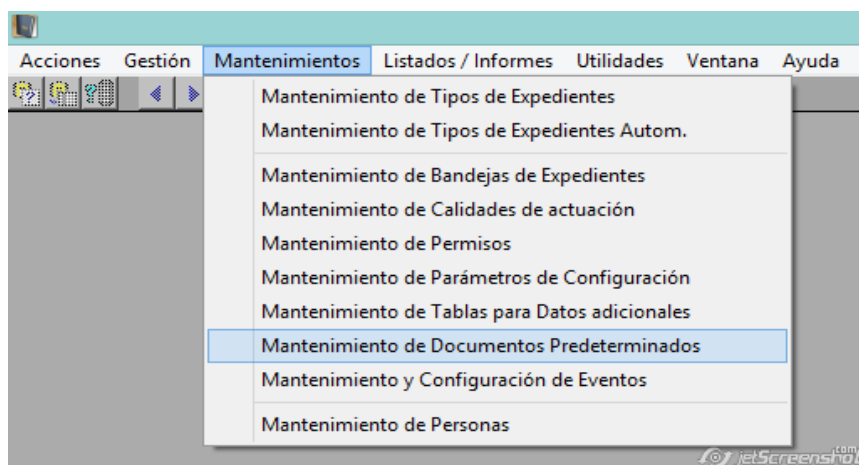 Acciones Gestión Mantenimientos Listados / Informes Utilidades Ventana Ayuda
Mantenimiento de Tipos de Expedientes
Mantenimiento de Tipos de Expedientes Autom.
Mantenimiento de Bandejas de Expedientes
Mantenimiento de Calidades de actuación
Mantenimiento de Permisos
Mantenimiento de Parámetros de Configuración
Mantenimiento de Tablas para Datos adicionales
Mantenimiento de Documentos Predeterminados
Mantenimiento y Configuración de Eventos
Mantenimiento de Personas
jetScreenshot.com